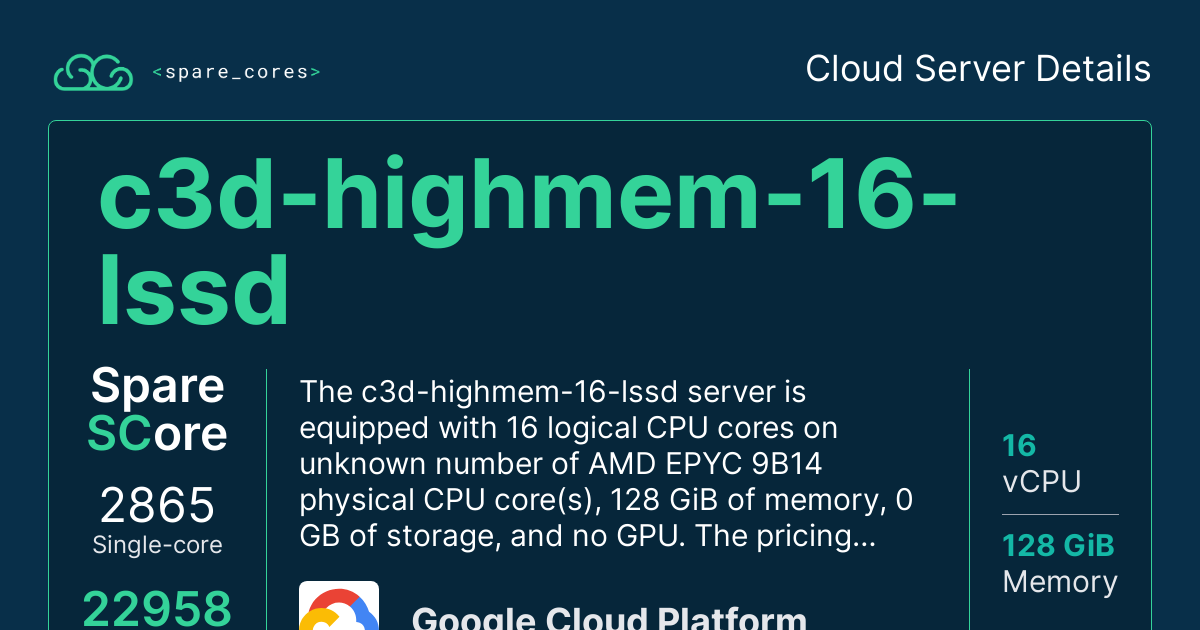 <spare_cores>
Cloud Server Details
c3d-highmem-16-
lssd
Spare
SCore
2865
Single-core
22958
The c3d-highmem-16-lssd server is
equipped with 16 logical CPU cores on
unknown number of AMD EPYC 9B14
physical CPU core(s), 128 GiB of memory, 0
GB of storage, and no GPU. The pricing...
Google Cloud Platform
16
vCPU
128 GiB
Memory